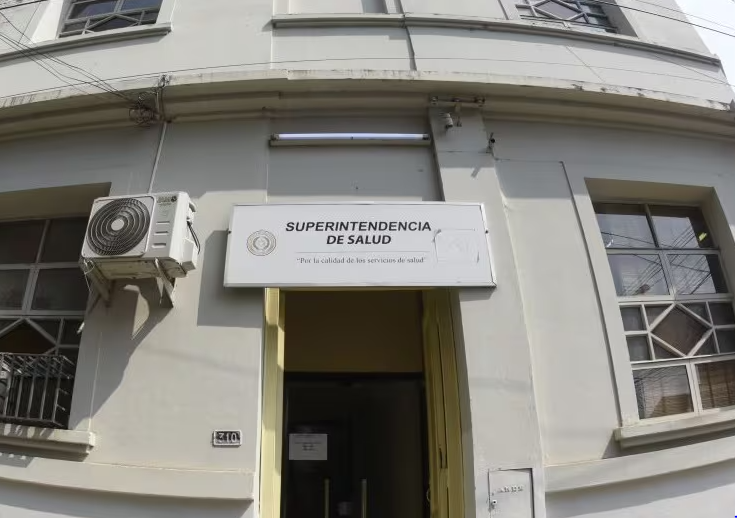 SUPERINTENDENCIA
DE SALUD
"Por la calidad de los servicios de salud"
310